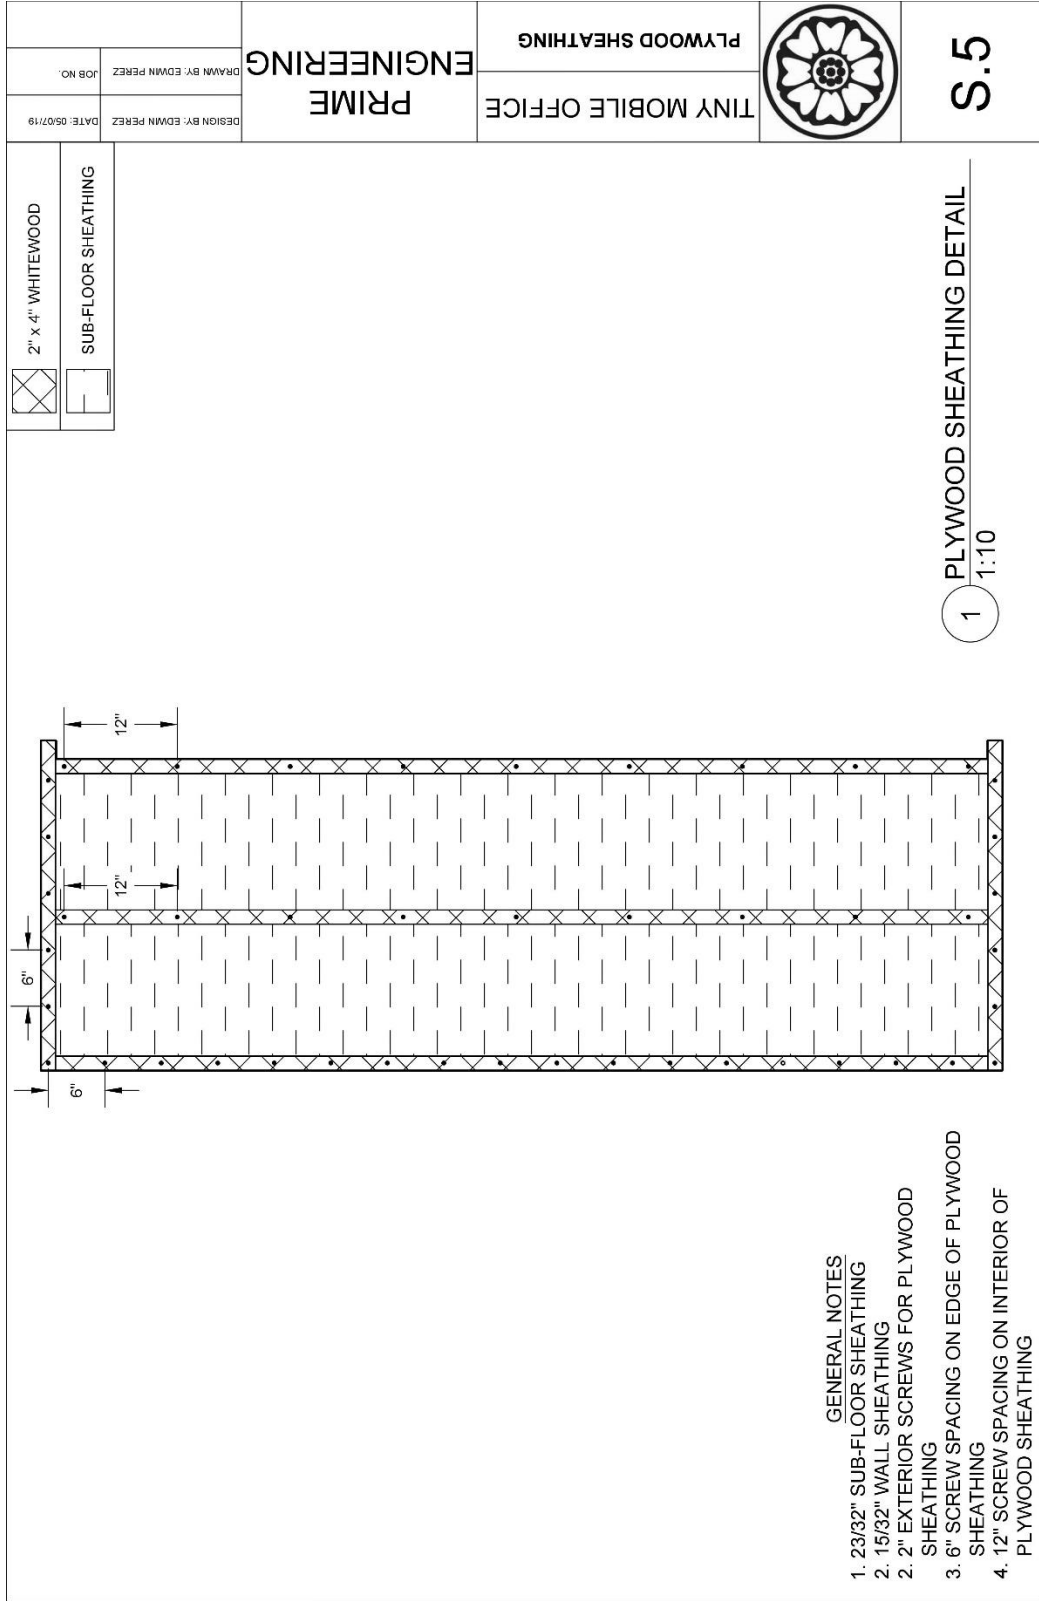 2" x 4" WHITEWOOD
SUB-FLOOR SHEATHING
12"
12"
6"
6"
GENERAL NOTES
1. 23/32" SUB-FLOOR SHEATHING
2. 15/32" WALL SHEATHING
2. 2" EXTERIOR SCREWS FOR PLYWOOD
SHEATHING
3. 6" SCREW SPACING ON EDGE OF PLYWOOD
SHEATHING
4. 12" SCREW SPACING ON INTERIOR OF
PLYWOOD SHEATHING
1
PLYWOOD SHEATHING DETAIL
1:10
DATE: 05/07/19
JOB NO.
DESIGN BY: EDWIN PEREZ
DRAWN BY: EDWIN PEREZ
PRIME
ENGINEERING
TINY MOBILE OFFICE
PLYWOOD SHEATHING
S.5